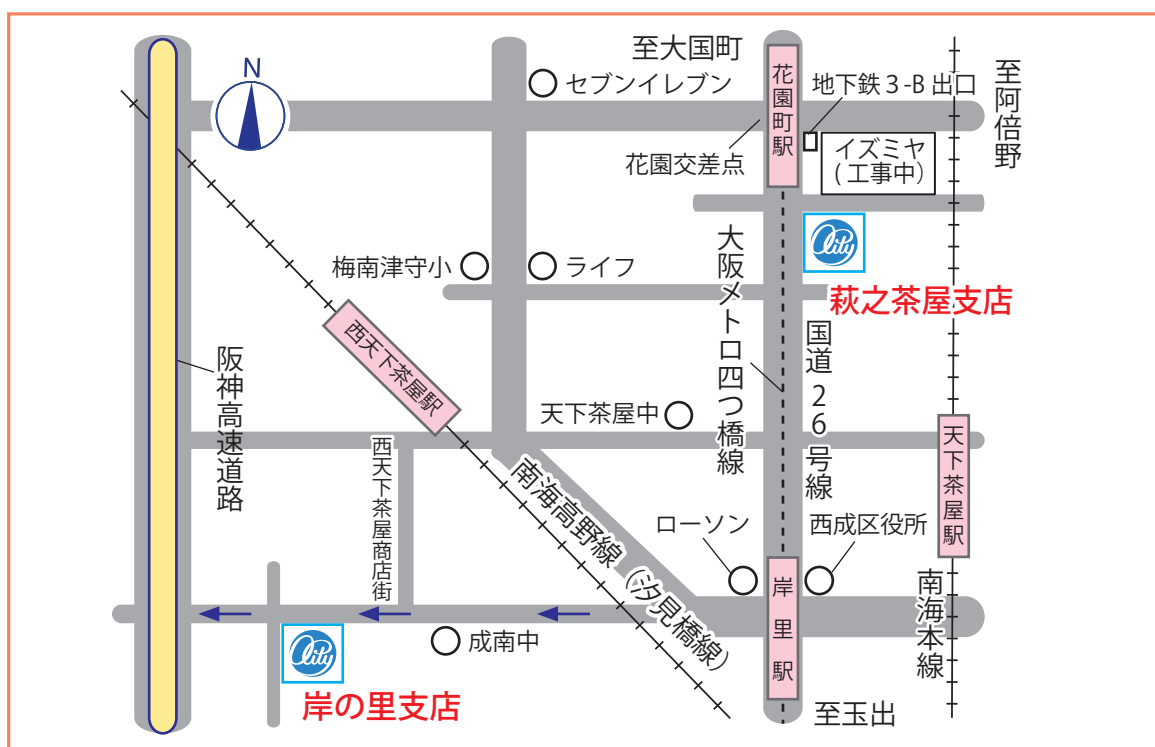 至大国町
N
セブンイレブン
花園町駅
地下鉄3-B出口
至阿倍野
花園交差点
イズミヤ
(工事中)
city
萩之茶屋支店
梅南津守小
ライフ
大阪メトロ四つ橋線
国道26号線
西天下茶屋駅
阪神高速道路
天下茶屋中
天下茶屋駅
西天下茶屋商店街
南海高野線（汐見橋線）
ローソン
西成区役所
岸里駅
南海本線
成南中
city
岸の里支店
至玉出